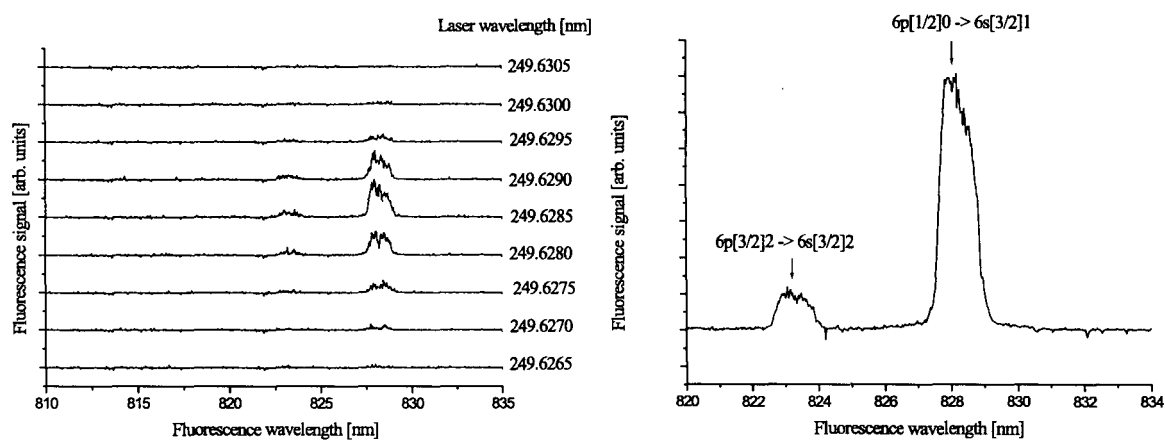 Laser wavelength [nm]
249.6305
249.6300
249.6295
249.6290
249.6285
249.6280
249.6275
249.6270
249.6265
Fluorescence signal [arb. units]
810 815 820 825 830 835
Fluorescence wavelength [nm]
6p[1/2]0 -> 6s[3/2]1
6p[3/2]2 -> 6s[3/2]2
Fluorescence signal [arb. units]
820 822 824 826 828 830 832 834
Fluorescence wavelength [nm]